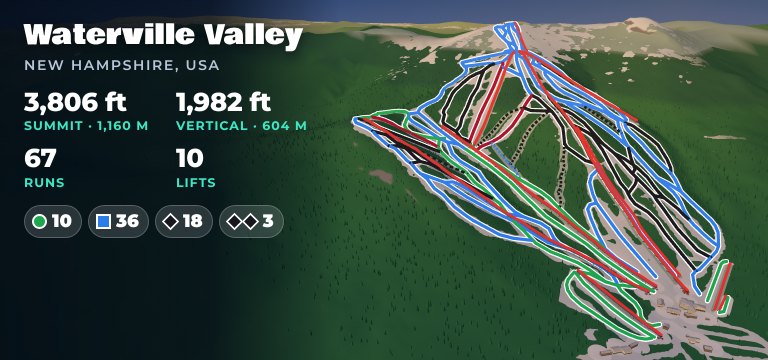 Waterville Valley
NEW HAMPSHIRE, USA
3,806 ft 1,982 ft
SUMMIT · 1,160 M VERTICAL · 604 M
67 10
RUNS LIFTS
10 36 18 3